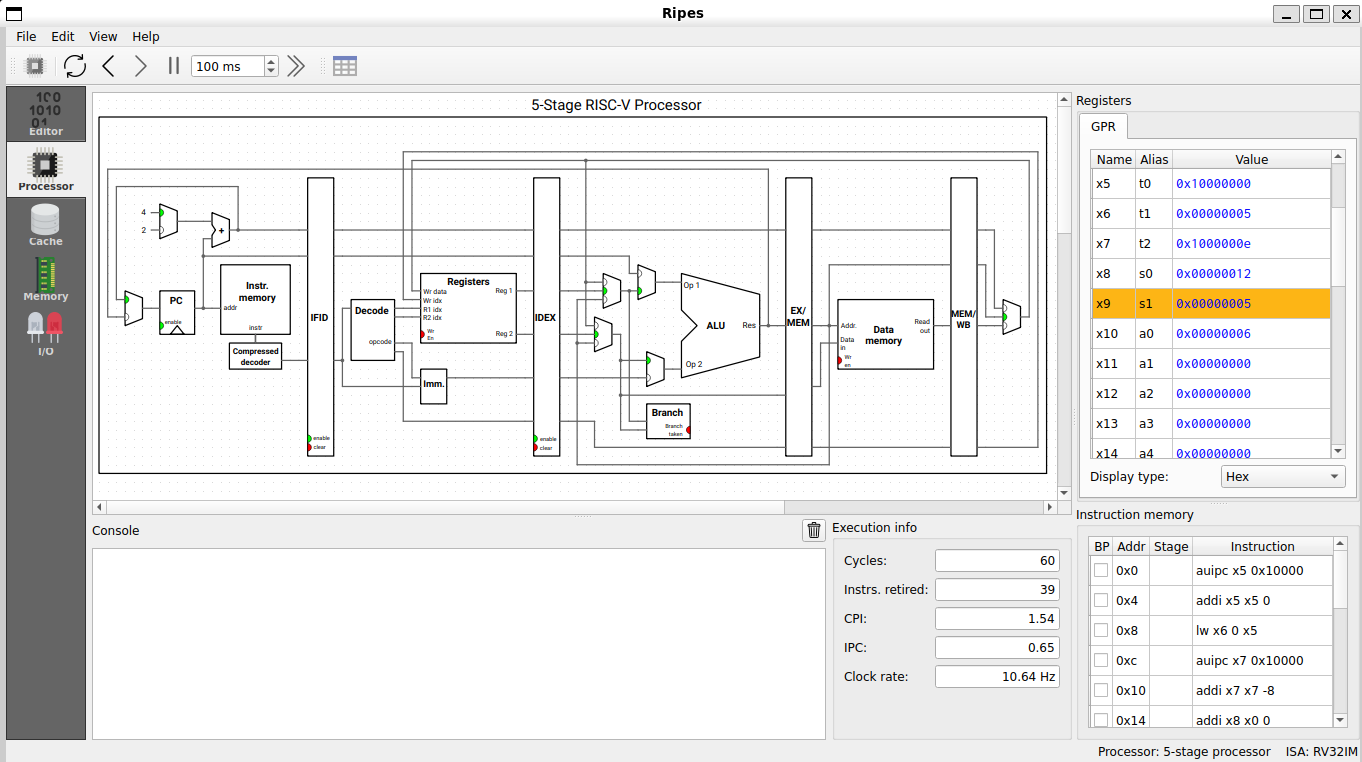 Ripes
File Edit View Help
100 ms
Editor
Processor
Cache
Memory
I/O
5-Stage RISC-V Processor
4
2
+
PC
enable
Instr.
memory
addr
instr
Compressed
decoder
IFID
enable
clear
Decode
opcode
Registers
Wr data
Wr idx
R1 idx
R2 idx
Wr
En
Reg 1
Reg 2
Imm.
IDEX
enable
clear
Op 1
ALU
Res
Op 2
Branch
Branch
taken
EX/
MEM
Data
memory
Addr.
Data
in
Wr
en
Read
out
MEM/
WB
Registers
GPR
Name Alias Value
x5 t0 0x10000000
x6 t1 0x00000005
x7 t2 0x1000000e
x8 s0 0x00000012
x9 s1 0x00000005
x10 a0 0x00000006
x11 a1 0x00000000
x12 a2 0x00000000
x13 a3 0x00000000
x14 a4 0x00000000
Display type: Hex
Console
Execution info
Cycles: 60
Instrs. retired: 39
CPI: 1.54
IPC: 0.65
Clock rate: 10.64 Hz
Instruction memory
BP Addr Stage Instruction
0x0 auipc x5 0x10000
0x4 addi x5 x5 0
0x8 lw x6 0 x5
0xc auipc x7 0x10000
0x10 addi x7 x7 -8
0x14 addi x8 x0 0
Processor: 5-stage processor ISA: RV32IM